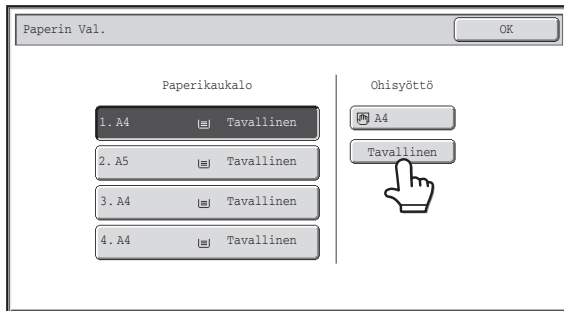 Paperin Val.
OK
Paperikaukalo
Ohisyöttö
1. A4 Tavallinen
2. A5 Tavallinen
3. A4 Tavallinen
4. A4 Tavallinen
A4
Tavallinen